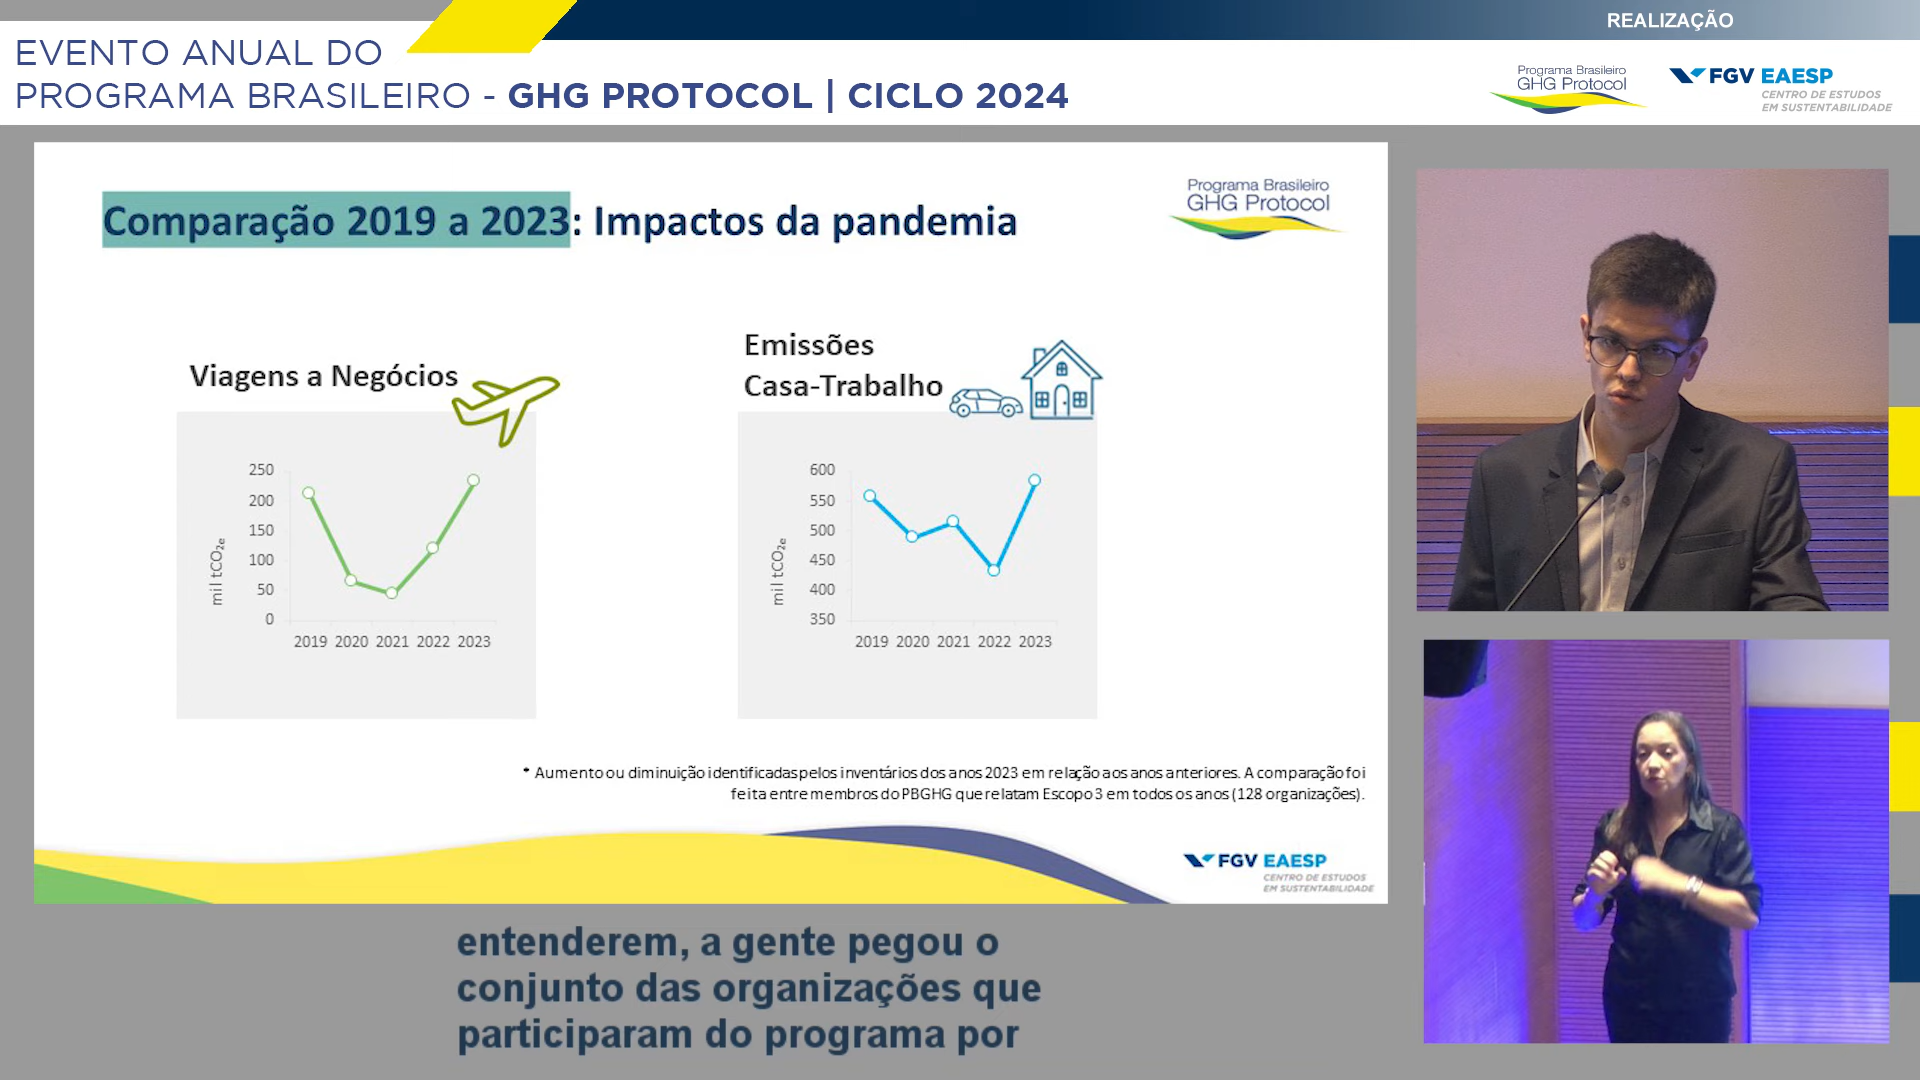 REALIZAÇÃO
EVENTO ANUAL DO
PROGRAMA BRASILEIRO - GHG PROTOCOL | CICLO 2024
Programa Brasileiro
GHG Protocol
FGV EAESP
CENTRO DE ESTUDOS
EM SUSTENTABILIDADE
Comparação 2019 a 2023: Impactos da pandemia
Programa Brasileiro
GHG Protocol
Viagens a Negócios
250
200
150
100
50
0
mil tCO₂e
2019 2020 2021 2022 2023
Emissões
Casa-Trabalho
600
550
500
450
400
350
mil tCO₂e
2019 2020 2021 2022 2023
* Aumento ou diminuição identificadas pelos inventários dos anos 2023 em relação aos anos anteriores. A comparação foi
feita entre membros do PBGHG que relatam Escopo 3 em todos os anos (128 organizações).
FGV EAESP
CENTRO DE ESTUDOS
EM SUSTENTABILIDADE
entenderem, a gente pegou o
conjunto das organizações que
participaram do programa por